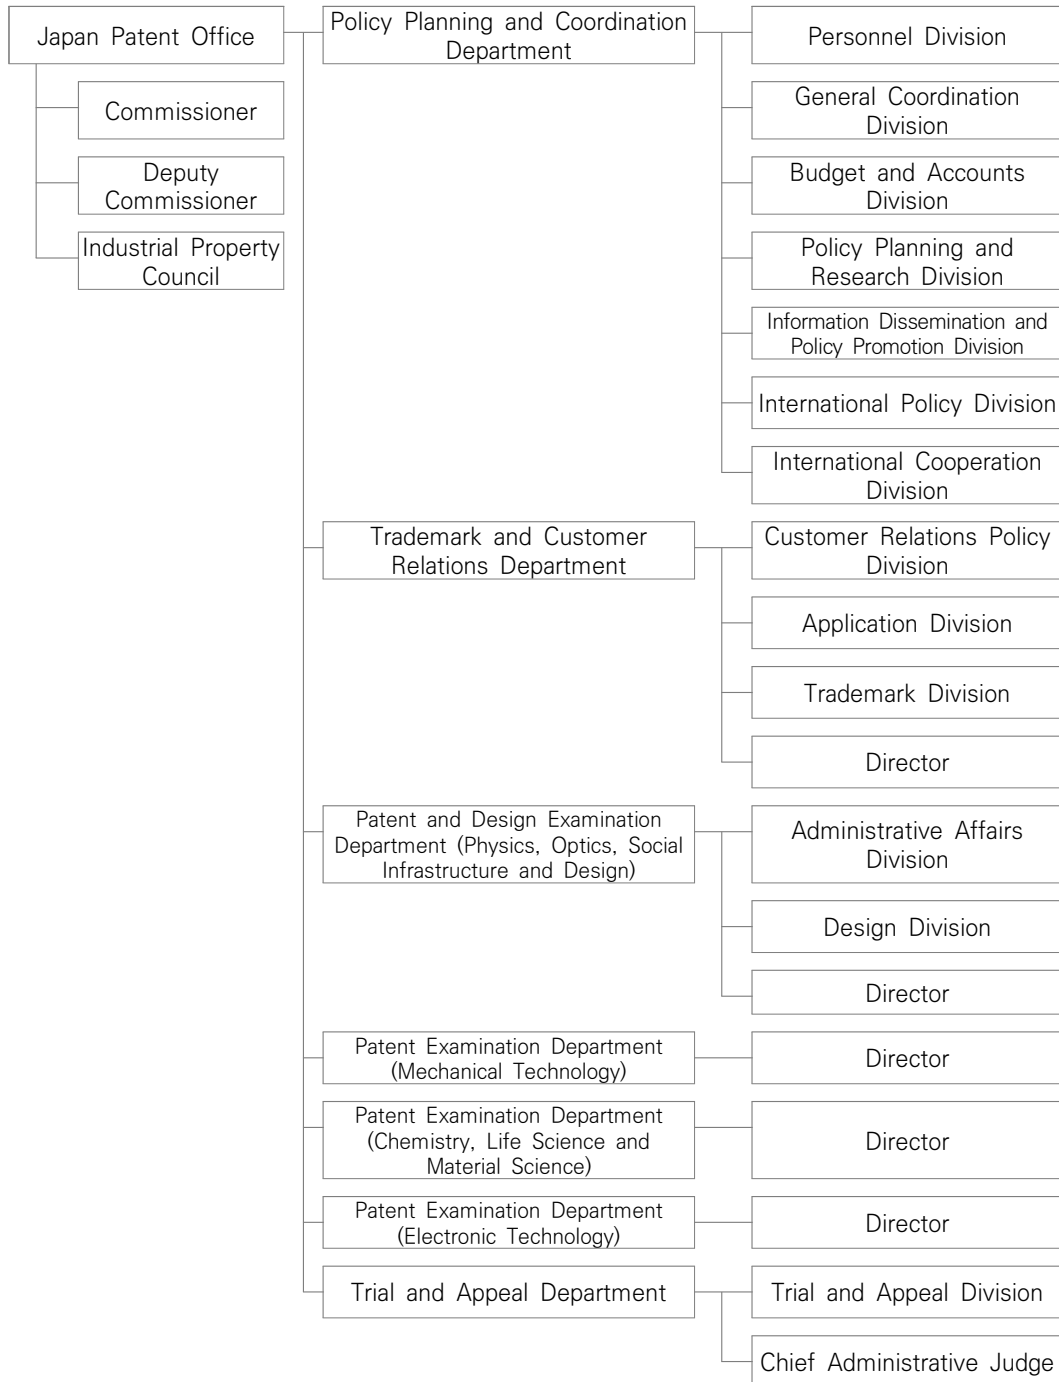 Japan Patent Office
Commissioner
Deputy
Commissioner
Industrial Property
Council
Policy Planning and Coordination
Department
Personnel Division
General Coordination
Division
Budget and Accounts
Division
Policy Planning and
Research Division
Information Dissemination and
Policy Promotion Division
International Policy Division
International Cooperation
Division
Trademark and Customer
Relations Department
Customer Relations Policy
Division
Application Division
Trademark Division
Director
Patent and Design Examination
Department (Physics, Optics, Social
Infrastructure and Design)
Administrative Affairs
Division
Design Division
Director
Patent Examination Department
(Mechanical Technology)
Director
Patent Examination Department
(Chemistry, Life Science and
Material Science)
Director
Patent Examination Department
(Electronic Technology)
Director
Trial and Appeal Department
Trial and Appeal Division
Chief Administrative Judge